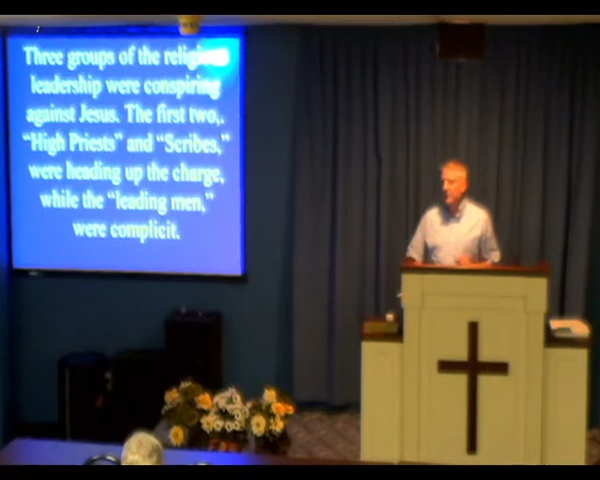 Three groups of the religious
leadership were conspiring
against Jesus. The first two,.
“High Priests” and “Scribes,”
were heading up the charge,
while the “leading men,”
were complicit.